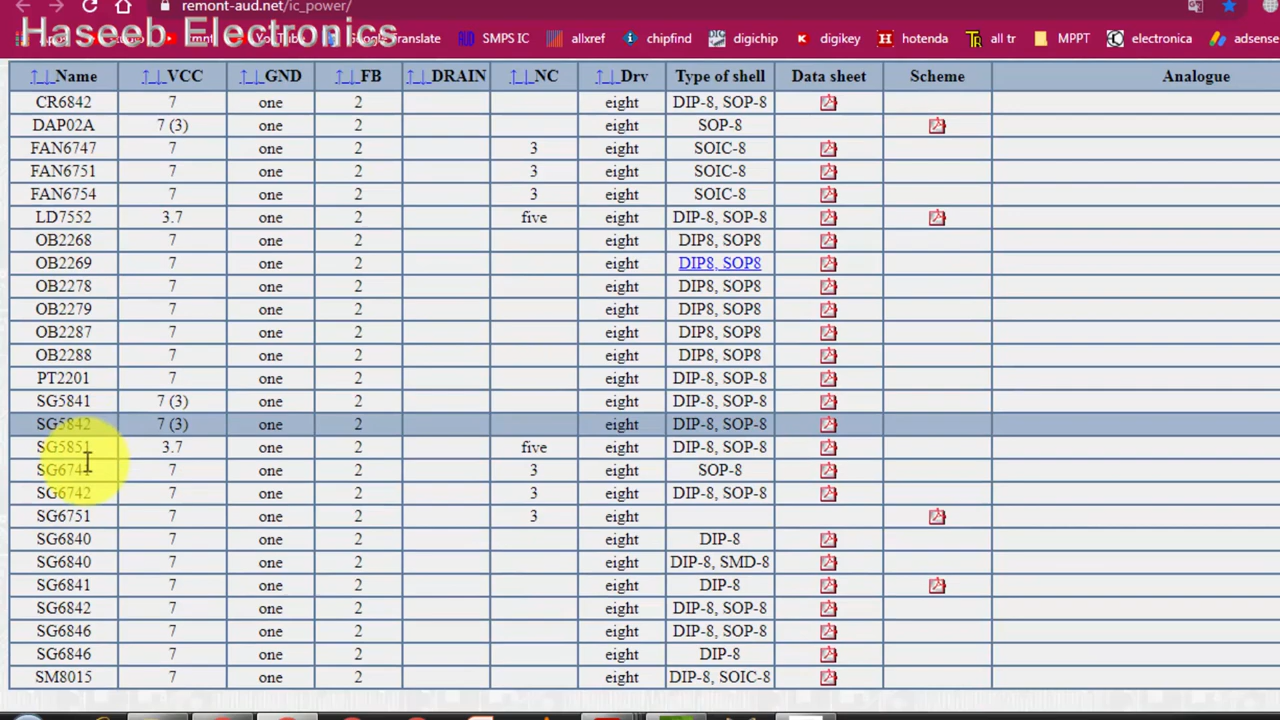 remont-aud.net/ic_power/
Haseeb Electronics
YouTube Google Translate SMPS IC allxref chipfind digichip digikey hotenda all tr MPPT electronica adsense
↑↓ Name ↑↓ VCC ↑↓ GND ↑↓ FB ↑↓ DRAIN ↑↓ NC ↑↓ Drv Type of shell Data sheet Scheme Analogue
CR6842 7 one 2 eight DIP-8, SOP-8
DAP02A 7 (3) one 2 eight SOP-8
FAN6747 7 one 2 3 eight SOIC-8
FAN6751 7 one 2 3 eight SOIC-8
FAN6754 7 one 2 3 eight SOIC-8
LD7552 3.7 one 2 five eight DIP-8, SOP-8
OB2268 7 one 2 eight DIP8, SOP8
OB2269 7 one 2 eight DIP8, SOP8
OB2278 7 one 2 eight DIP8, SOP8
OB2279 7 one 2 eight DIP8, SOP8
OB2287 7 one 2 eight DIP8, SOP8
OB2288 7 one 2 eight DIP8, SOP8
PT2201 7 one 2 eight DIP-8, SOP-8
SG5841 7 (3) one 2 eight DIP-8, SOP-8
SG5842 7 (3) one 2 eight DIP-8, SOP-8
SG5851 3.7 one 2 five eight DIP-8, SOP-8
SG6741 7 one 2 3 eight SOP-8
SG6742 7 one 2 3 eight DIP-8, SOP-8
SG6751 7 one 2 3 eight
SG6840 7 one 2 eight DIP-8
SG6840 7 one 2 eight DIP-8, SMD-8
SG6841 7 one 2 eight DIP-8
SG6842 7 one 2 eight DIP-8, SOP-8
SG6846 7 one 2 eight DIP-8, SOP-8
SG6846 7 one 2 eight DIP-8
SM8015 7 one 2 eight DIP-8, SOIC-8